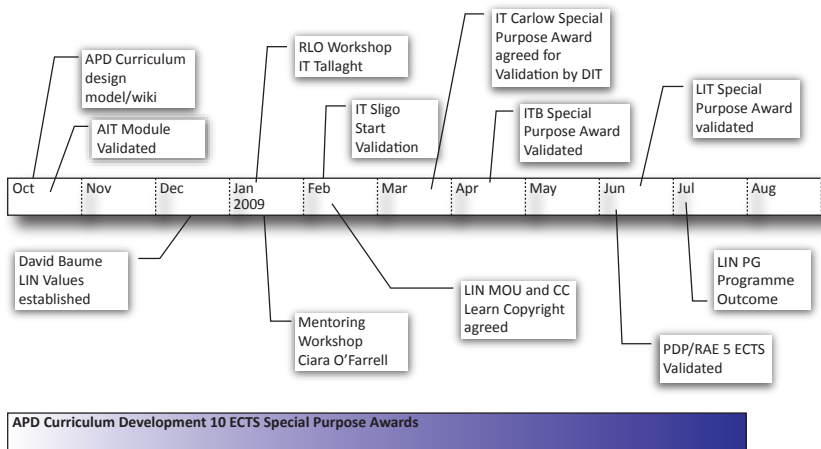 IT Carlow Special
Purpose Award
agreed for
Validation by DIT
RLO Workshop
IT Tallaght
APD Curriculum
design
model/wiki
LIT Special
Purpose Award
validated
IT Sligo
Start
Validation
ITB Special
Purpose Award
Validated
AIT Module
Validated
Oct Nov Dec Jan Feb Mar Apr May Jun Jul Aug
2009
David Baume
LIN Values
established
LIN PG
Programme
Outcome
LIN MOU and CC
Learn Copyright
agreed
Mentoring
Workshop
Ciara O’Farrell
PDP/RAE 5 ECTS
Validated
APD Curriculum Development 10 ECTS Special Purpose Awards